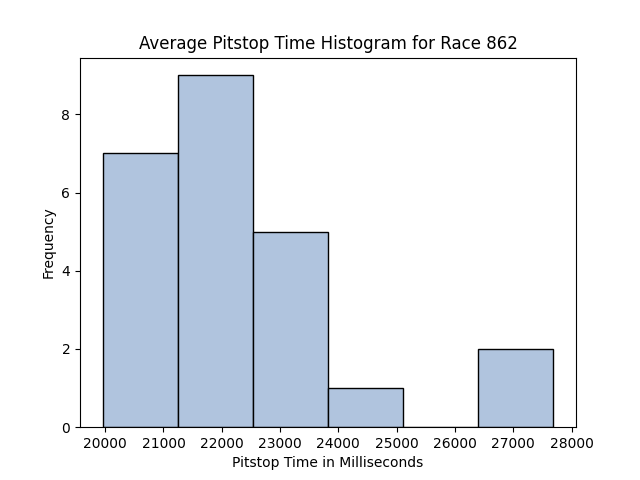 Average Pitstop Time Histogram for Race 862
Frequency
8
6
4
2
0
20000 21000 22000 23000 24000 25000 26000 27000 28000
Pitstop Time in Milliseconds